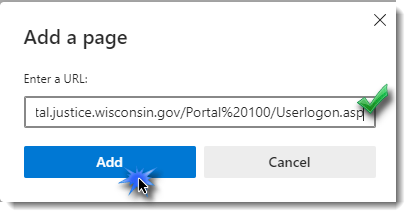 Add a page
Enter a URL:
tal.justice.wisconsin.gov/Portal%20100/Userlogon.asp
Add
Cancel